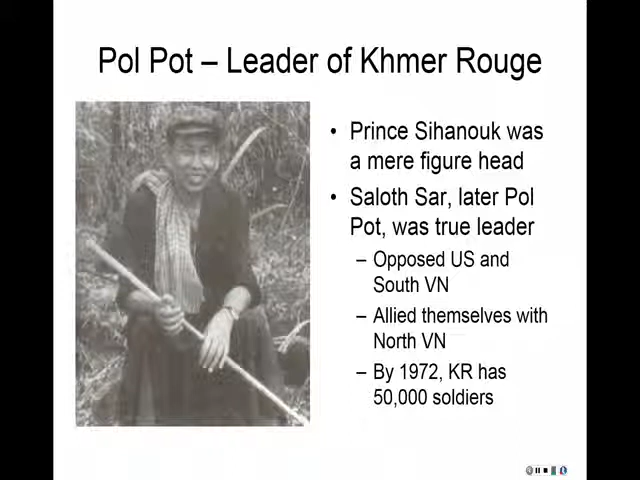 Pol Pot – Leader of Khmer Rouge
• Prince Sihanouk was
a mere figure head
• Saloth Sar, later Pol
Pot, was true leader
– Opposed US and
South VN
– Allied themselves with
North VN
– By 1972, KR has
50,000 soldiers